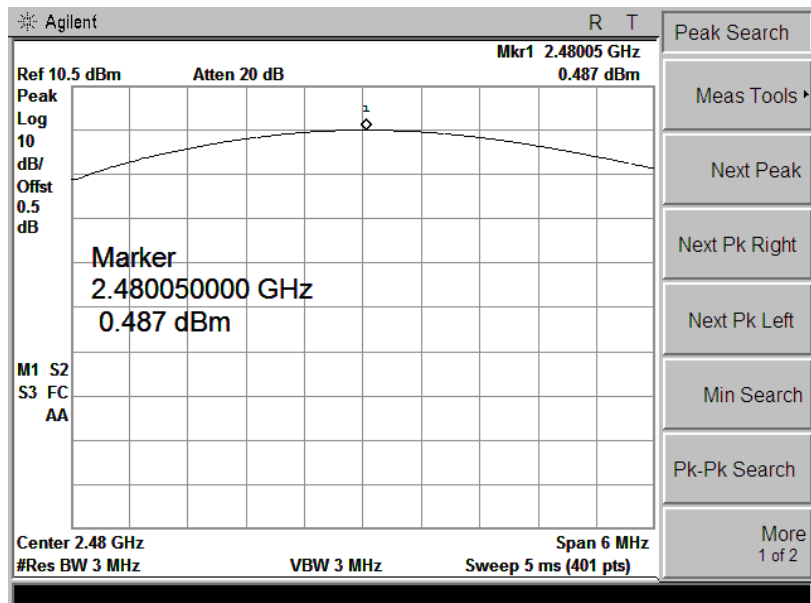 Agilent R T
Mkr1 2.48005 GHz
Ref 10.5 dBm Atten 20 dB 0.487 dBm
Peak
Log
10
dB/
Offst
0.5
dB
1
Marker
2.480050000 GHz
0.487 dBm
M1 S2
S3 FC
AA
Center 2.48 GHz Span 6 MHz
#Res BW 3 MHz VBW 3 MHz Sweep 5 ms (401 pts)
Peak Search
Meas Tools
Next Peak
Next Pk Right
Next Pk Left
Min Search
Pk-Pk Search
More
1 of 2